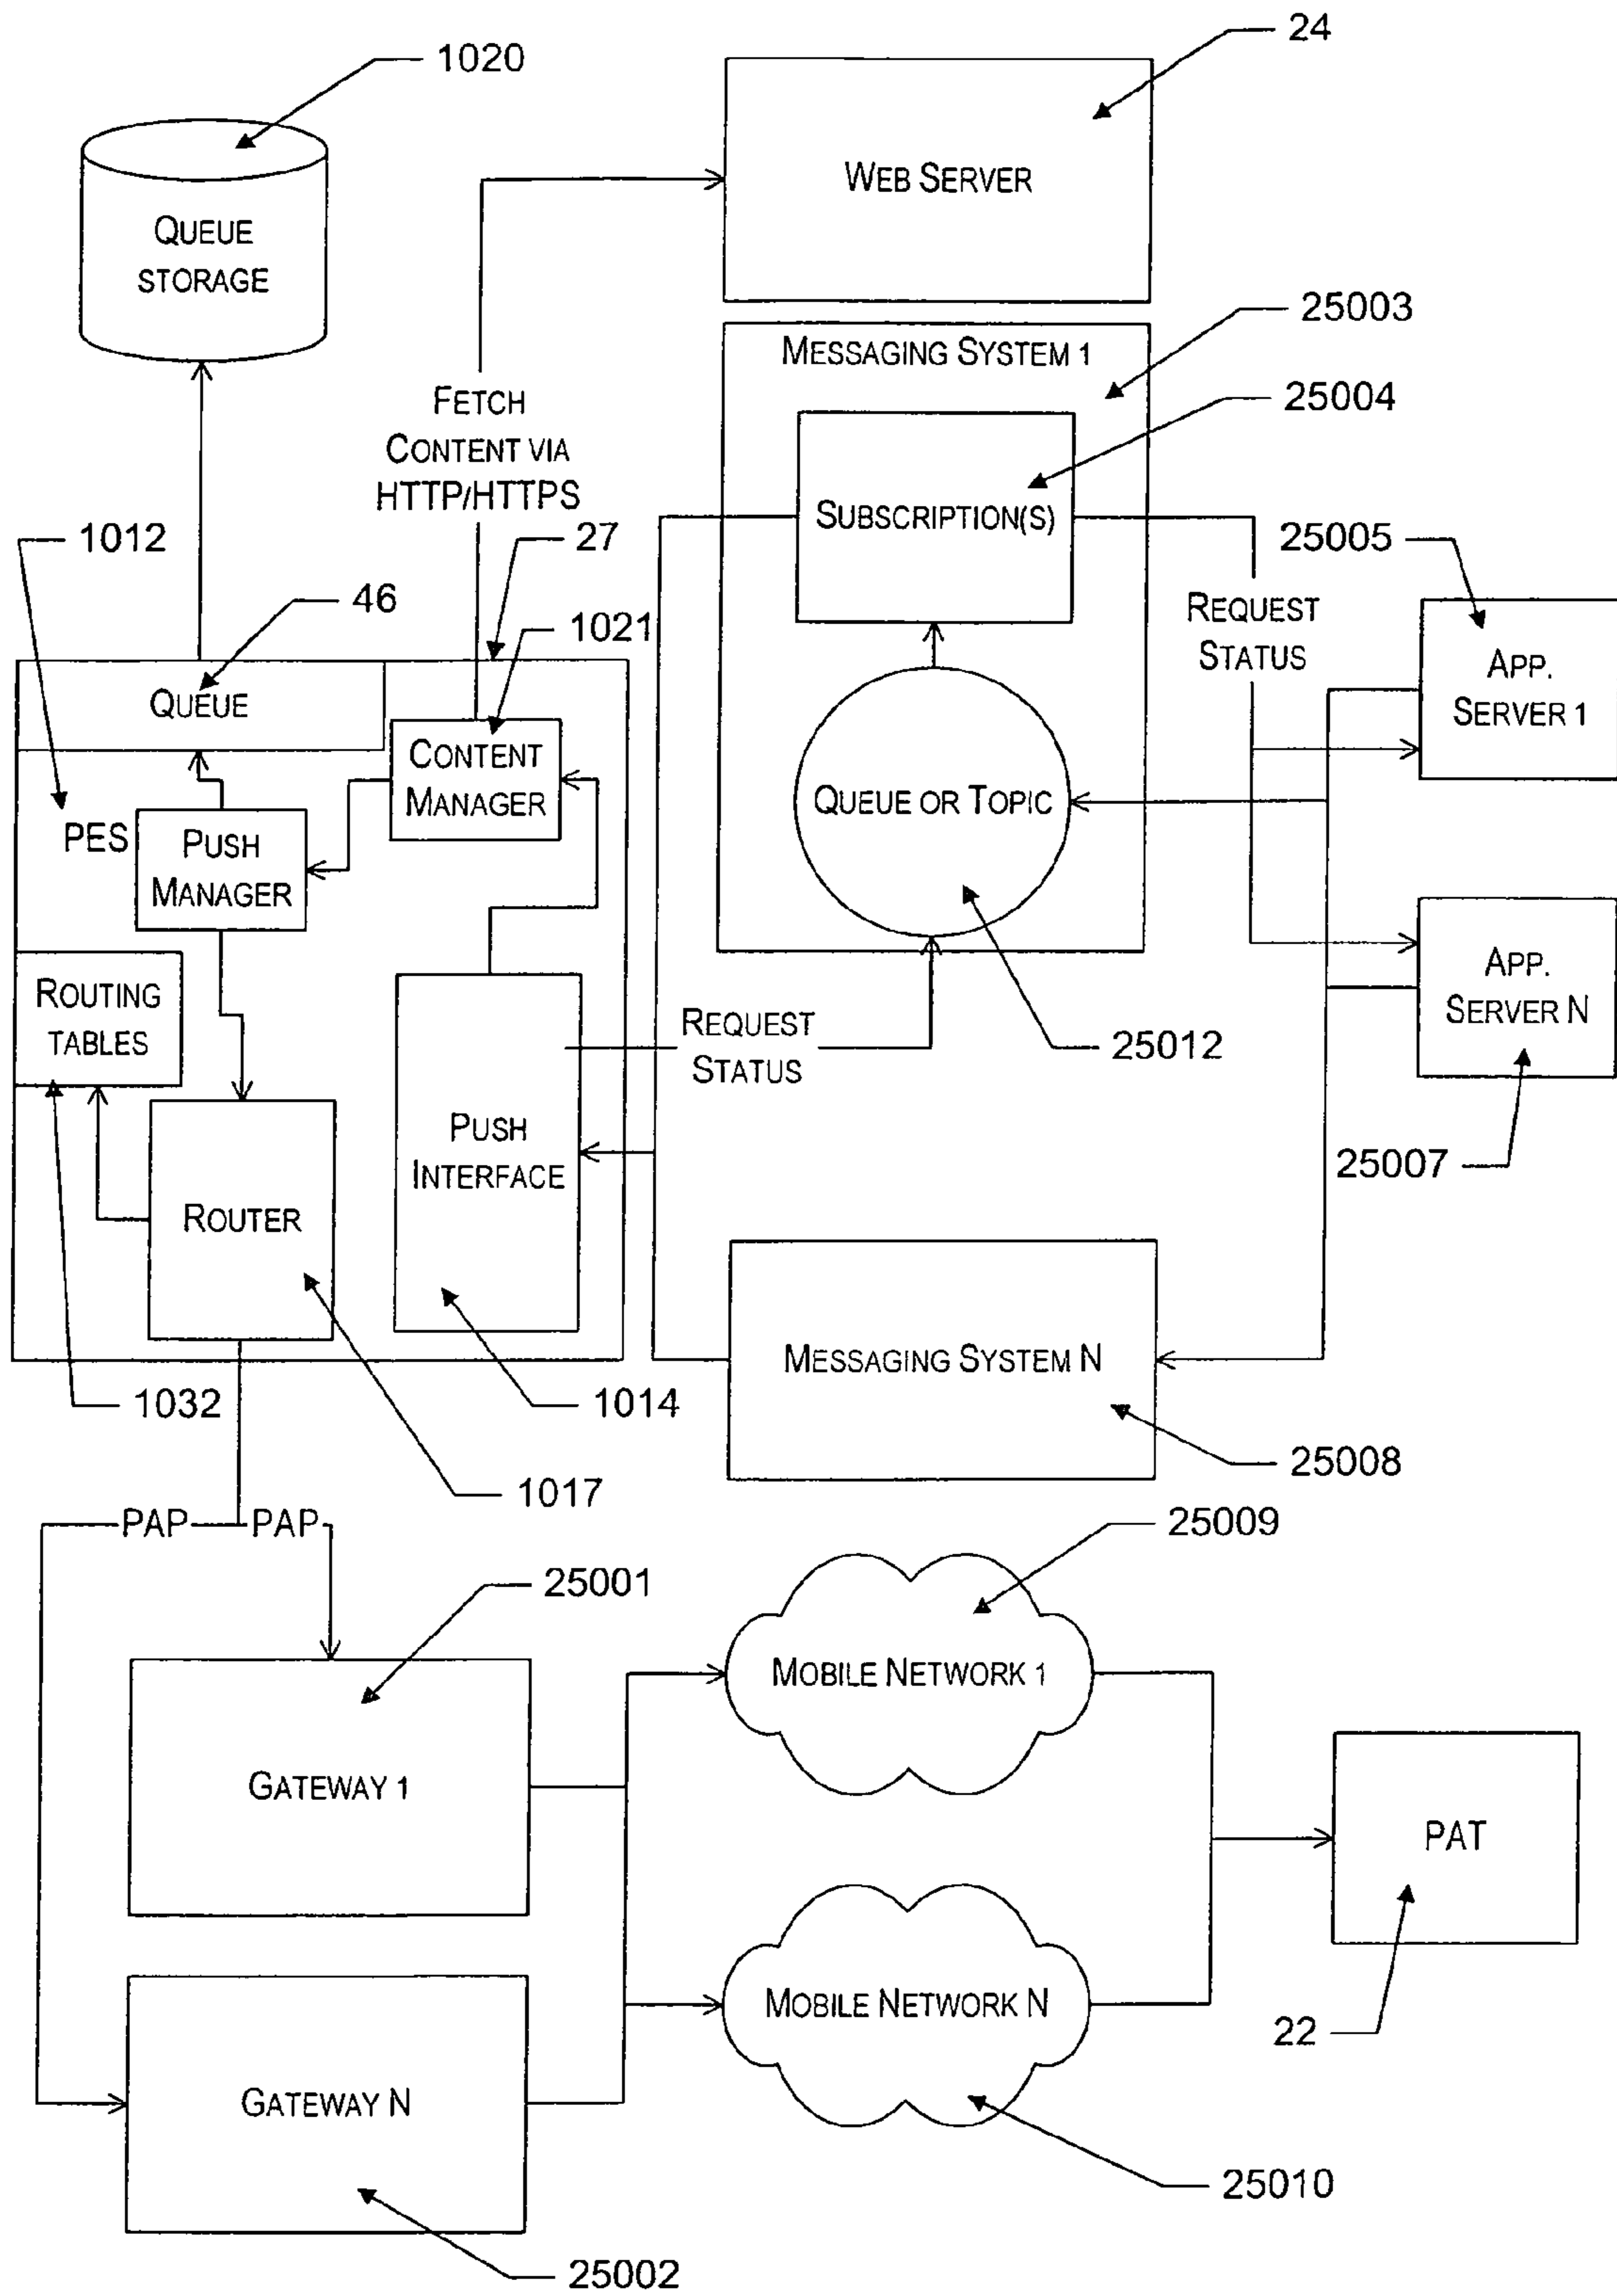 24
1020
WEB SERVER
QUEUE
STORAGE
25003
MESSAGING SYSTEM 1
25004
FETCH
CONTENT VIA
HTTP/HTTPS
SUBSCRIPTION(S)
1012
27
25005
46
1021
REQUEST
STATUS
APP.
SERVER 1
QUEUE
CONTENT
MANAGER
QUEUE OR TOPIC
PES
PUSH
MANAGER
ROUTING
TABLES
REQUEST
STATUS
25012
APP.
SERVER N
PUSH
INTERFACE
25007
ROUTER
MESSAGING SYSTEM N
1032
1014
25008
1017
PAP
PAP
25009
25001
MOBILE NETWORK 1
GATEWAY 1
PAT
MOBILE NETWORK N
22
GATEWAY N
25010
25002